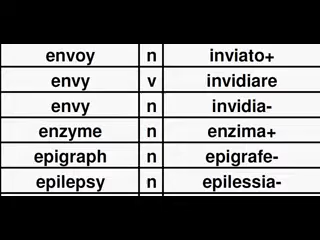 envoy n inviato+
envy v invidiare
envy n invidia-
enzyme n enzima+
epigraph n epigrafe-
epilepsy n epilessia-